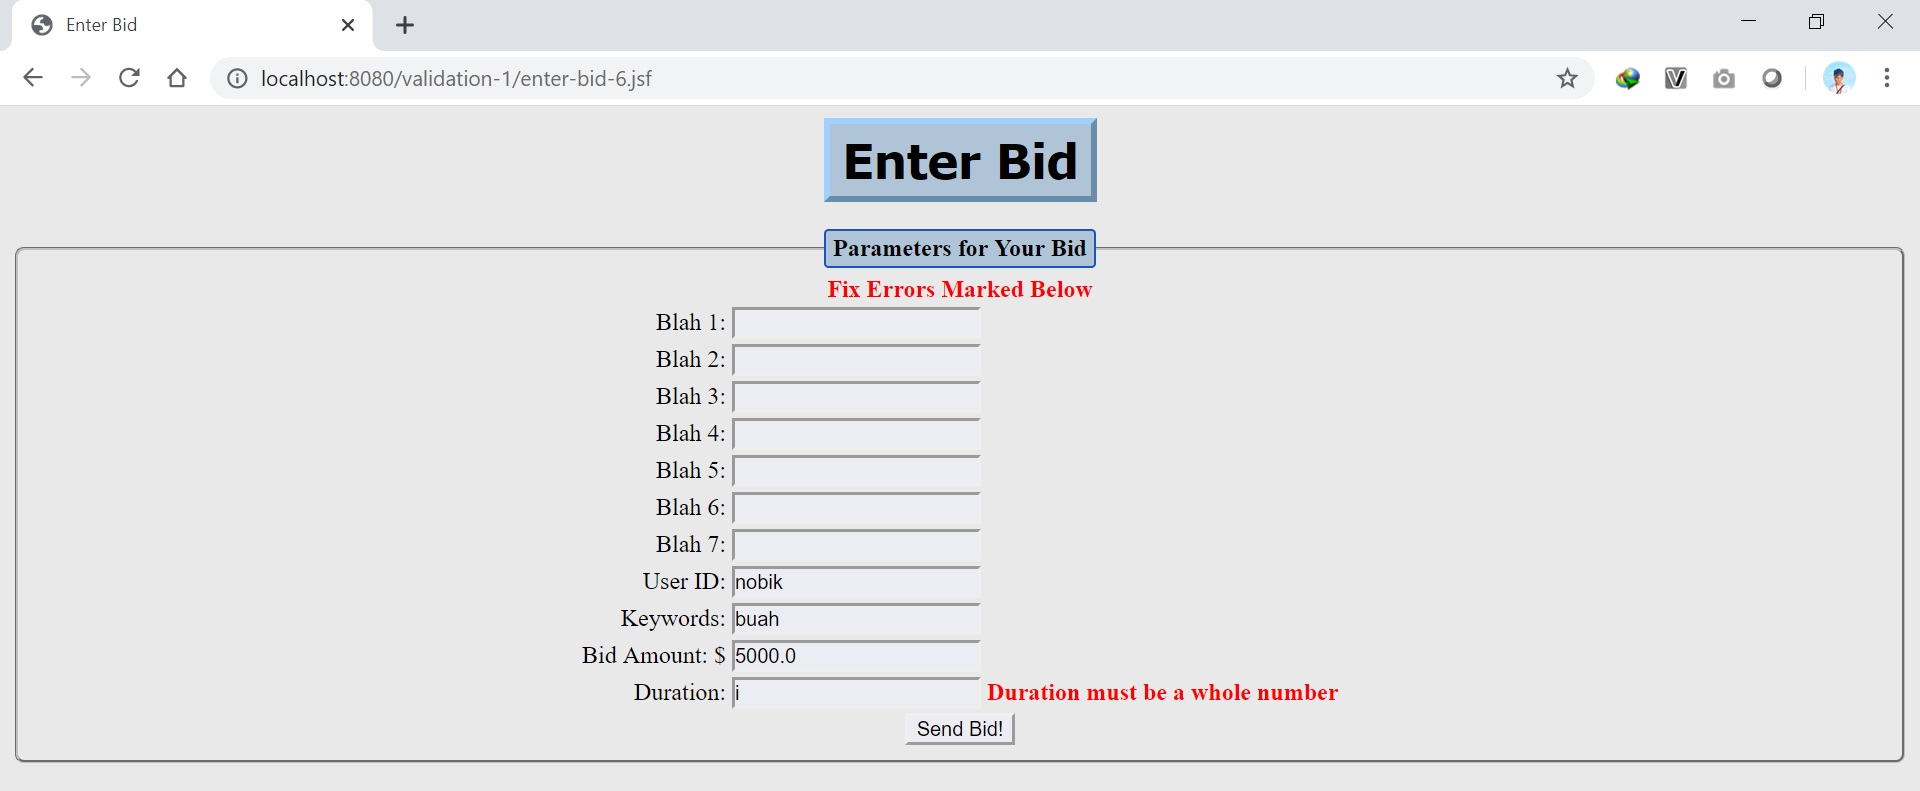 Enter Bid
localhost:8080/validation-1/enter-bid-6.jsf
Enter Bid
Parameters for Your Bid
Fix Errors Marked Below
Blah 1:
Blah 2:
Blah 3:
Blah 4:
Blah 5:
Blah 6:
Blah 7:
User ID: nobik
Keywords: buah
Bid Amount: $ 5000.0
Duration: i Duration must be a whole number
Send Bid!